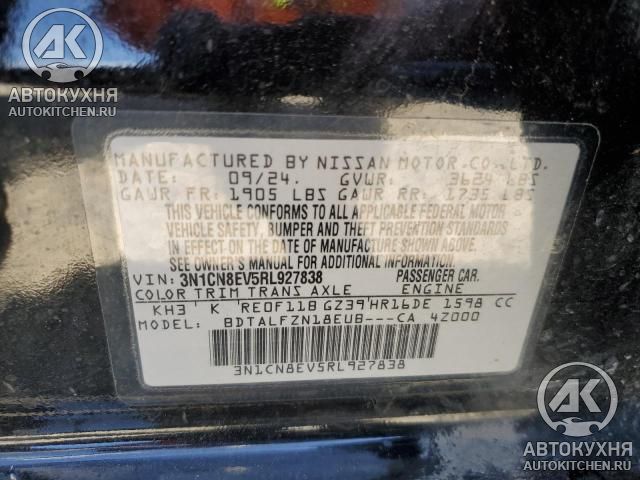 AK
АВТОКУХНЯ
AUTOKITCHEN.RU
MANUFACTURED BY NISSAN MOTOR CO., LTD.
DATE: 09/24. GVWR: 3624 LBS
GAWR FR: 1905 LBS GAWR RR: 1735 LBS
THIS VEHICLE CONFORMS TO ALL APPLICABLE FEDERAL MOTOR
VEHICLE SAFETY, BUMPER AND THEFT PREVENTION STANDARDS
IN EFFECT ON THE DATE OF MANUFACTURE SHOWN ABOVE.
SEE OWNER'S MANUAL FOR ADDITIONAL INFORMATION
VIN: 3N1CN8EV5RL927838 PASSENGER CAR.
COLOR TRIM TRANS AXLE ENGINE
KH3 K RE0F11B GZ39 HR16DE 1598 CC
MODEL: BDTALFZN18EUB---CA 4Z000
3N1CN8EV5RL927838
AK
АВТОКУХНЯ
AUTOKITCHEN.RU